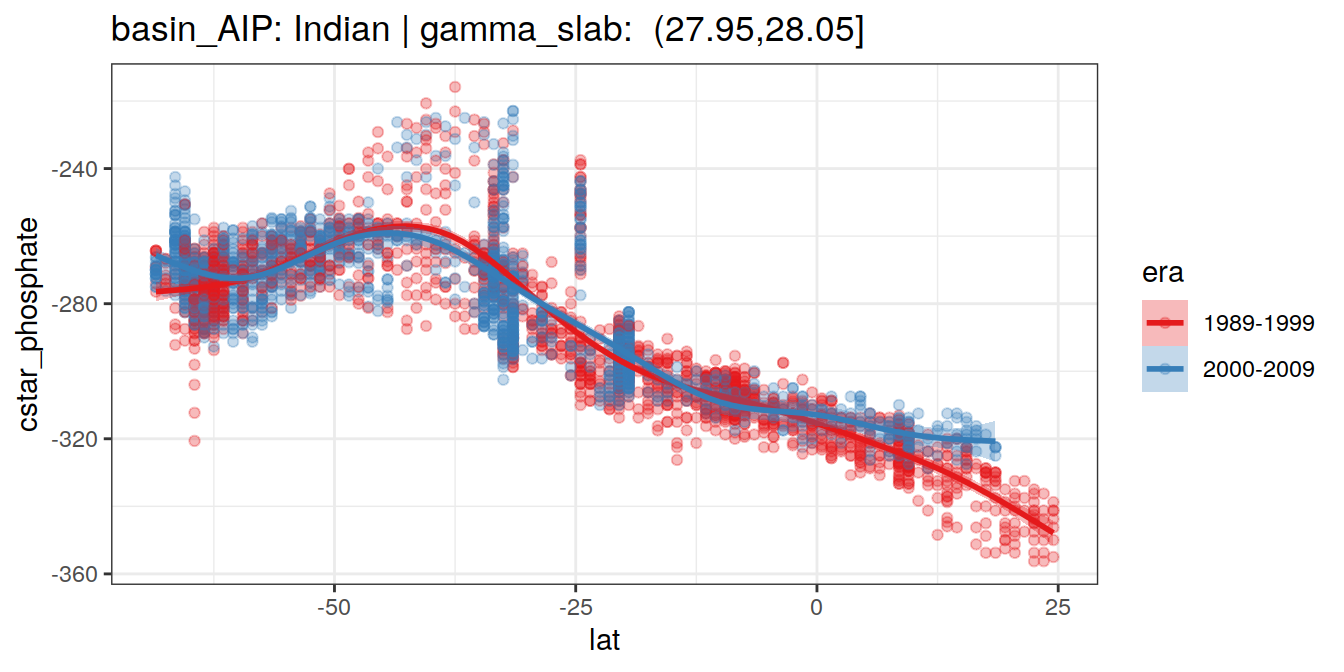 basin_AIP: Indian | gamma_slab:  (27.95,28.05]
cstar_phosphate
-240
-280
-320
-360
-50
-25
0
25
lat
era
1989-1999
2000-2009